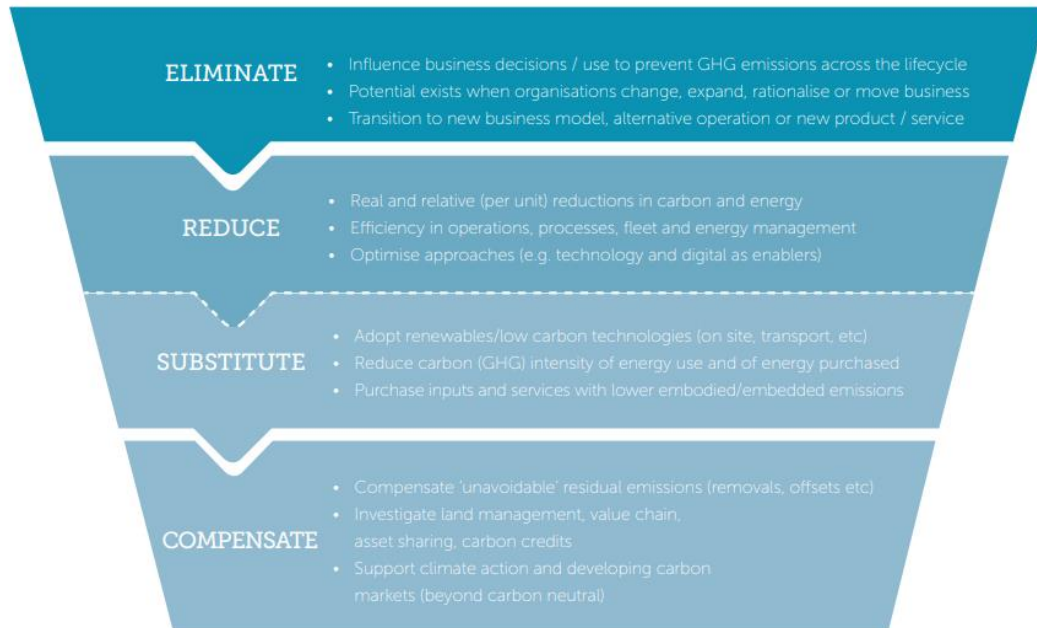 ELIMINATE
• Influence business decisions / use to prevent GHG emissions across the lifecycle
• Potential exists when organisations change, expand, rationalise or move business
• Transition to new business model, alternative operation or new product / service
REDUCE
• Real and relative (per unit) reductions in carbon and energy
• Efficiency in operations, processes, fleet and energy management
• Optimise approaches (e.g. technology and digital as enablers)
SUBSTITUTE
• Adopt renewables/low carbon technologies (on site, transport, etc)
• Reduce carbon (GHG) intensity of energy use and of energy purchased
• Purchase inputs and services with lower embodied/embedded emissions
COMPENSATE
• Compensate 'unavoidable' residual emissions (removals, offsets etc)
• Investigate land management, value chain,
asset sharing, carbon credits
• Support climate action and developing carbon
markets (beyond carbon neutral)